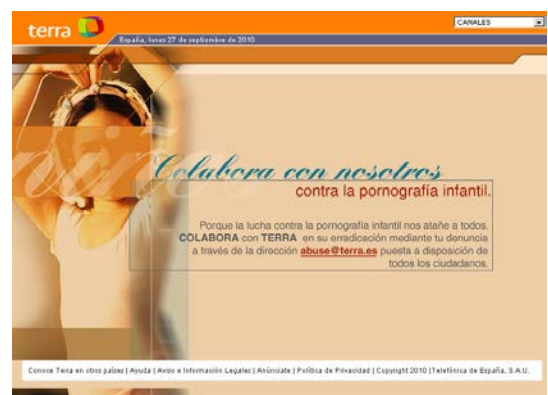 terra
CANALES
España, lunes 27 de septiembre de 2010
niños
Colabora con nosotros
contra la pornografía infantil.
Porque la lucha contra la pornografía infantil nos atañe a todos.
COLABORA con TERRA en su erradicación mediante tu denuncia
a través de la dirección abuse@terra.es puesta a disposición de
todos los ciudadanos.
Conoce Terra en otros países | Ayuda | Aviso e Información Legales | Anúnciate | Política de Privacidad | Copyright 2010 |Telefónica de España, S.A.U.